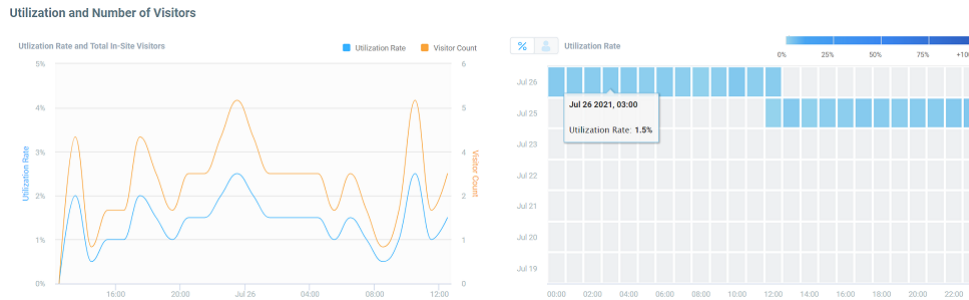 Utilization and Number of Visitors
Utilization Rate and Total In-Site Visitors
Utilization Rate
Visitor Count
5%
4%
3%
2%
1%
0%
Utilization Rate
6
5
4
3
2
1
0
Visitor Count
16:00
20:00
Jul 26
04:00
08:00
12:00
%
Utilization Rate
0%
25%
50%
75%
+100
Jul 26
Jul 25
Jul 23
Jul 22
Jul 21
Jul 20
Jul 19
Jul 26 2021, 03:00
Utilization Rate: 1.5%
00:00
02:00
04:00
06:00
08:00
10:00
12:00
14:00
16:00
18:00
20:00
22:00